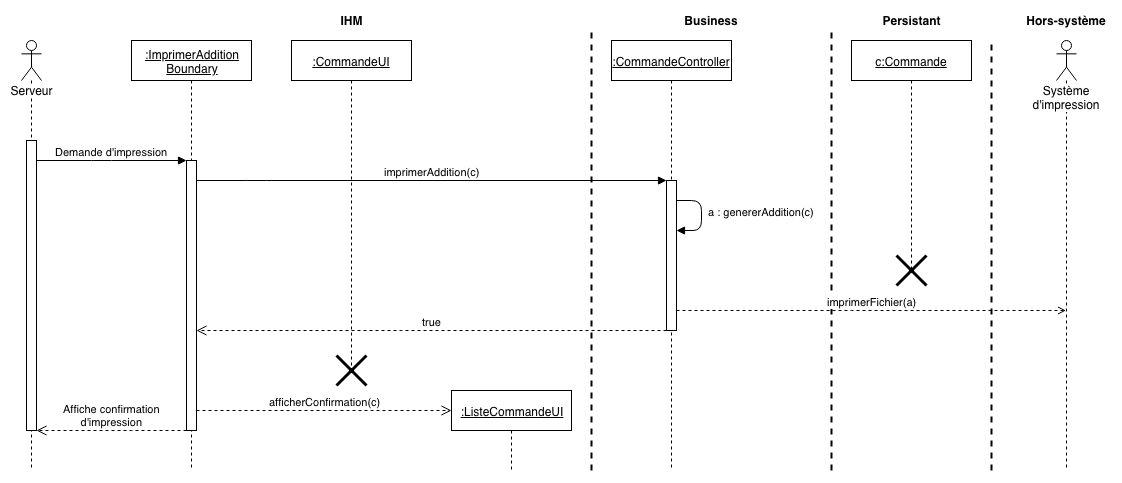 IHM
Business
Persistant
Hors-système
:ImprimerAddition
Boundary
:CommandeUI
:CommandeController
c:Commande
Serveur
Système
d'impression
Demande d'impression
imprimerAddition(c)
a : genererAddition(c)
imprimerFichier(a)
true
afficherConfirmation(c)
:ListeCommandeUI
Affiche confirmation
d'impression